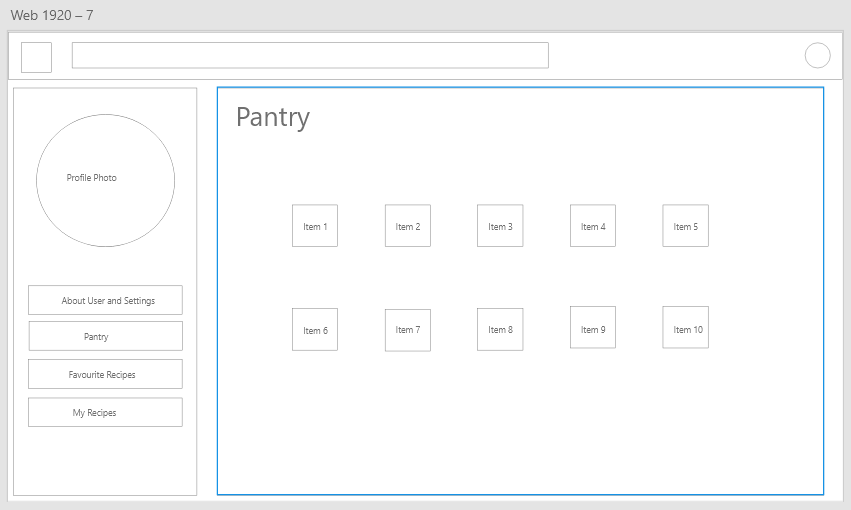 Web 1920 – 7
Pantry
Profile Photo
About User and Settings
Pantry
Favourite Recipes
My Recipes
Item 1
Item 2
Item 3
Item 4
Item 5
Item 6
Item 7
Item 8
Item 9
Item 10